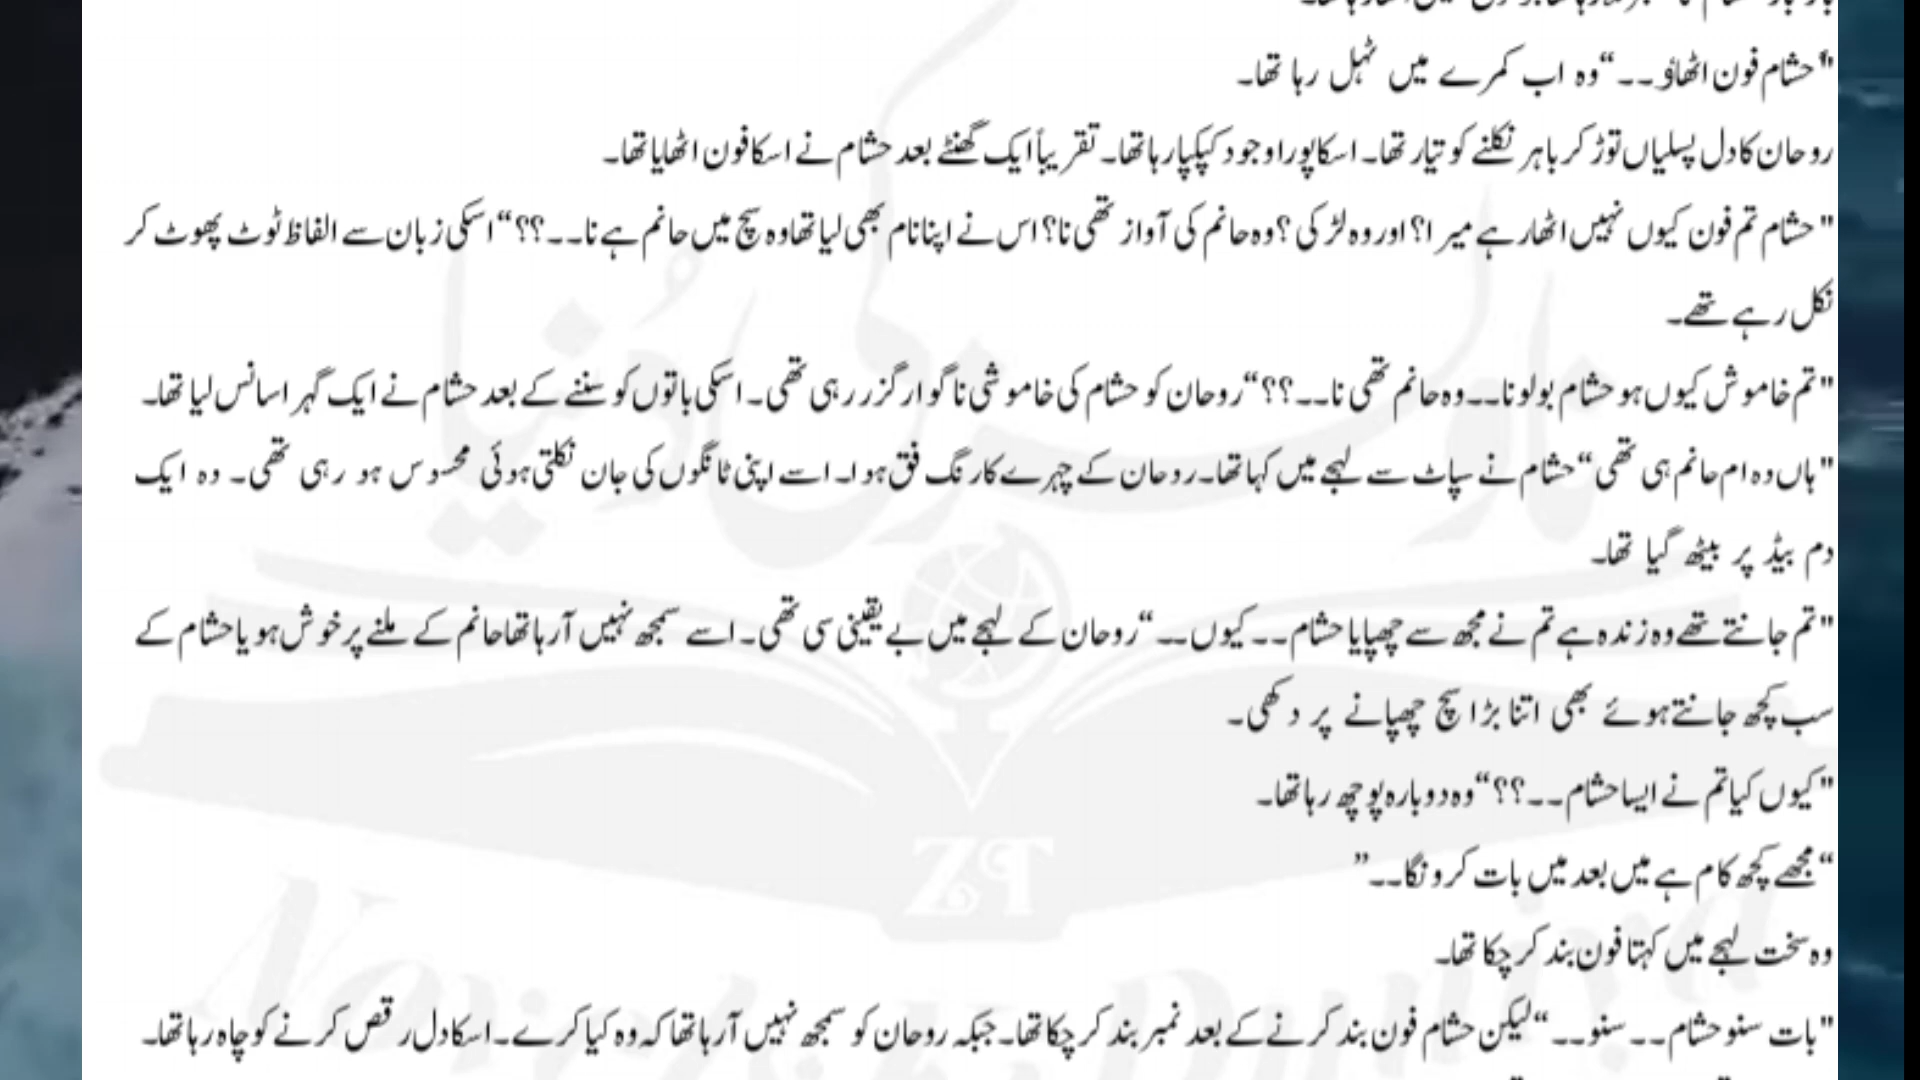 "حشام فون اٹھاؤ ۔۔“ وہ اب کمرے میں ٹہل رہا تھا۔
روحان کا دل پسلیاں توڑ کر باہر نکلنے کو تیار تھا۔ اسکا پورا وجود کپکپا رہا تھا۔ تقریباً ایک گھنٹے بعد حشام نے اسکا فون اٹھایا تھا۔
"حشام تم فون کیوں نہیں اٹھا رہے میرا؟ اور وہ لڑکی؟ وہ حانم کی آواز تھی نا؟ اس نے اپنا نام بھی لیا تھا وہ سچ میں حانم ہے نا۔۔؟؟“ اسکی زبان سے الفاظ ٹوٹ پھوٹ کر
نکل رہے تھے۔
"تم خاموش کیوں ہو حشام بولو نا۔۔ وہ حانم تھی نا۔۔؟؟“ روحان کو حشام کی خاموشی ناگوار گزر رہی تھی۔ اسکی باتوں کو سننے کے بعد حشام نے ایک گہرا سانس لیا تھا۔
"ہاں وہ ام حانم ہی تھی“ حشام نے سپاٹ سے لہجے میں کہا تھا۔ روحان کے چہرے کا رنگ فق ہوا۔ اسے اپنی ٹانگوں کی جان نکلتی ہوئی محسوس ہو رہی تھی۔ وہ ایک
دم بیڈ پر بیٹھ گیا تھا۔
"تم جانتے تھے وہ زندہ ہے تم نے مجھ سے چھپایا حشام۔۔ کیوں۔۔“ روحان کے لہجے میں بے یقینی سی تھی۔ اسے سمجھ نہیں آ رہا تھا حانم کے ملنے پر خوش ہو یا حشام کے
سب کچھ جانتے ہوئے بھی اتنا بڑا سچ چھپانے پر دکھی۔
"کیوں کیا تم نے ایسا حشام۔۔؟؟“ وہ دوبارہ پوچھ رہا تھا۔
“مجھے کچھ کام ہے میں بعد میں بات کرونگا۔۔”
وہ سخت لہجے میں کہتا فون بند کر چکا تھا۔
"بات سنو حشام۔۔ سنو۔۔“ لیکن حشام فون بند کرنے کے بعد نمبر بند کر چکا تھا۔ جبکہ روحان کو سمجھ نہیں آ رہا تھا کہ وہ کیا کرے۔ اسکا دل رقص کرنے کو چاہ رہا تھا۔
ناولز کی دُنیا
ZT
Novels Ki Duniya